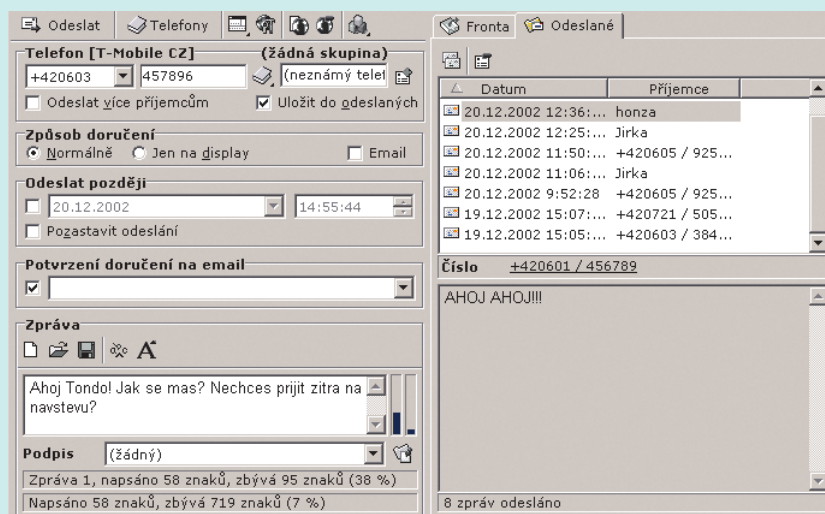 Odeslat
Telefony
Telefon [T-Mobile CZ] (žádná skupina)
+420603 457896 (neznámý telef
Odeslat více příjemcům Uložit do odeslaných
Způsob doručení
Normálně Jen na display Email
Odeslat později
20.12.2002 14:55:44
Pozastavit odeslání
Potvrzení doručení na email
Zpráva
Ahoj Tondo! Jak se mas? Nechces prijit zitra na
navstevu?
Podpis (žádný)
Zpráva 1, napsáno 58 znaků, zbývá 95 znaků (38 %)
Napsáno 58 znaků, zbývá 719 znaků (7 %)
Fronta Odeslané
Datum Příjemce
20.12.2002 12:36:... honza
20.12.2002 12:25:... Jirka
20.12.2002 11:50:... +420605 / 925...
20.12.2002 11:06:... Jirka
20.12.2002 9:52:28 +420605 / 925...
19.12.2002 15:07:... +420721 / 505...
19.12.2002 15:05:... +420603 / 384...
Číslo +420601 / 456789
AHOJ AHOJ!!!
8 zpráv odesláno